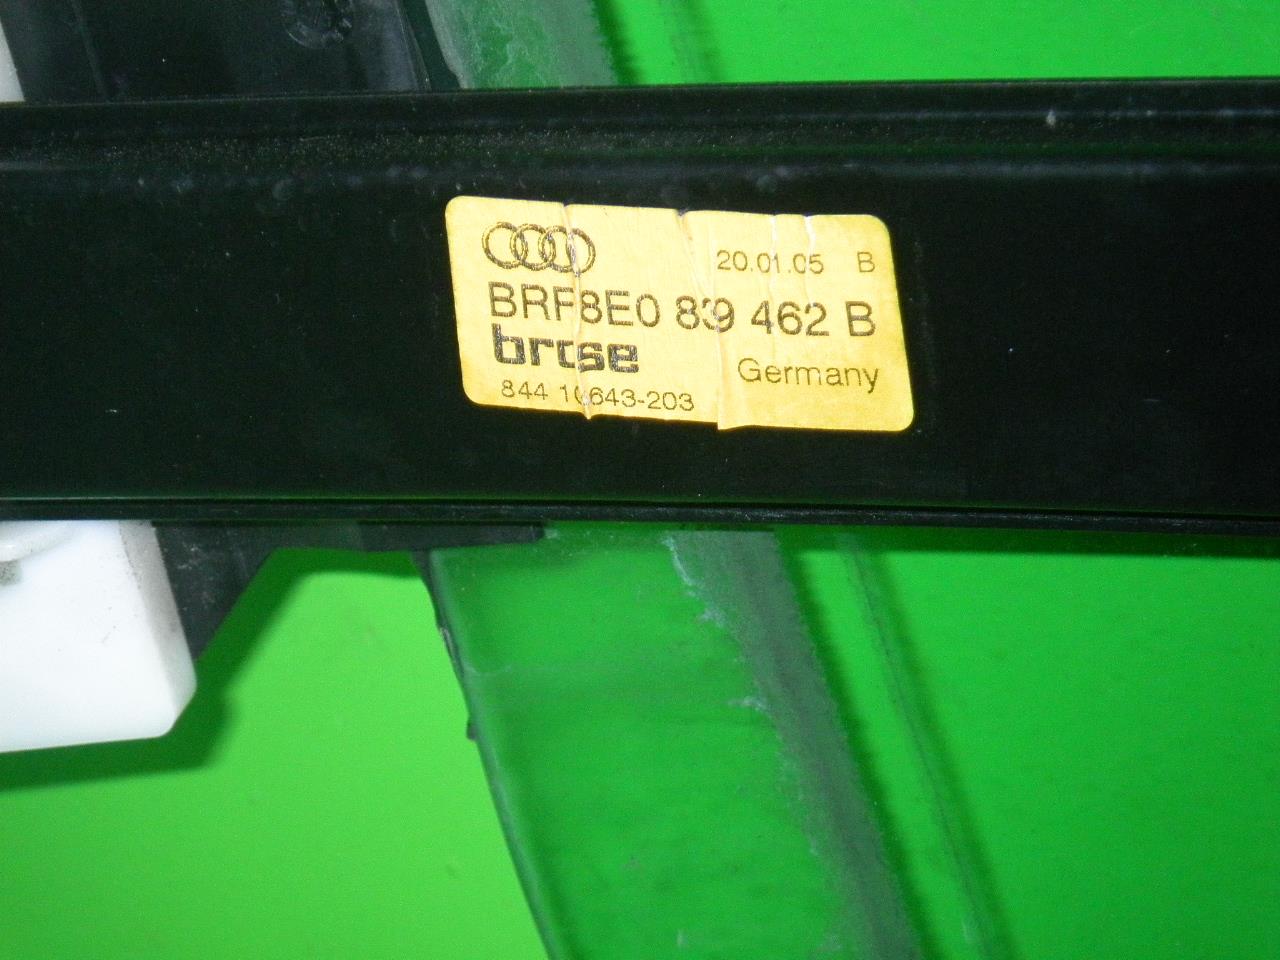 20.01.05 B
BRF8E0 839 462 B
brose
Germany
844 10643-203